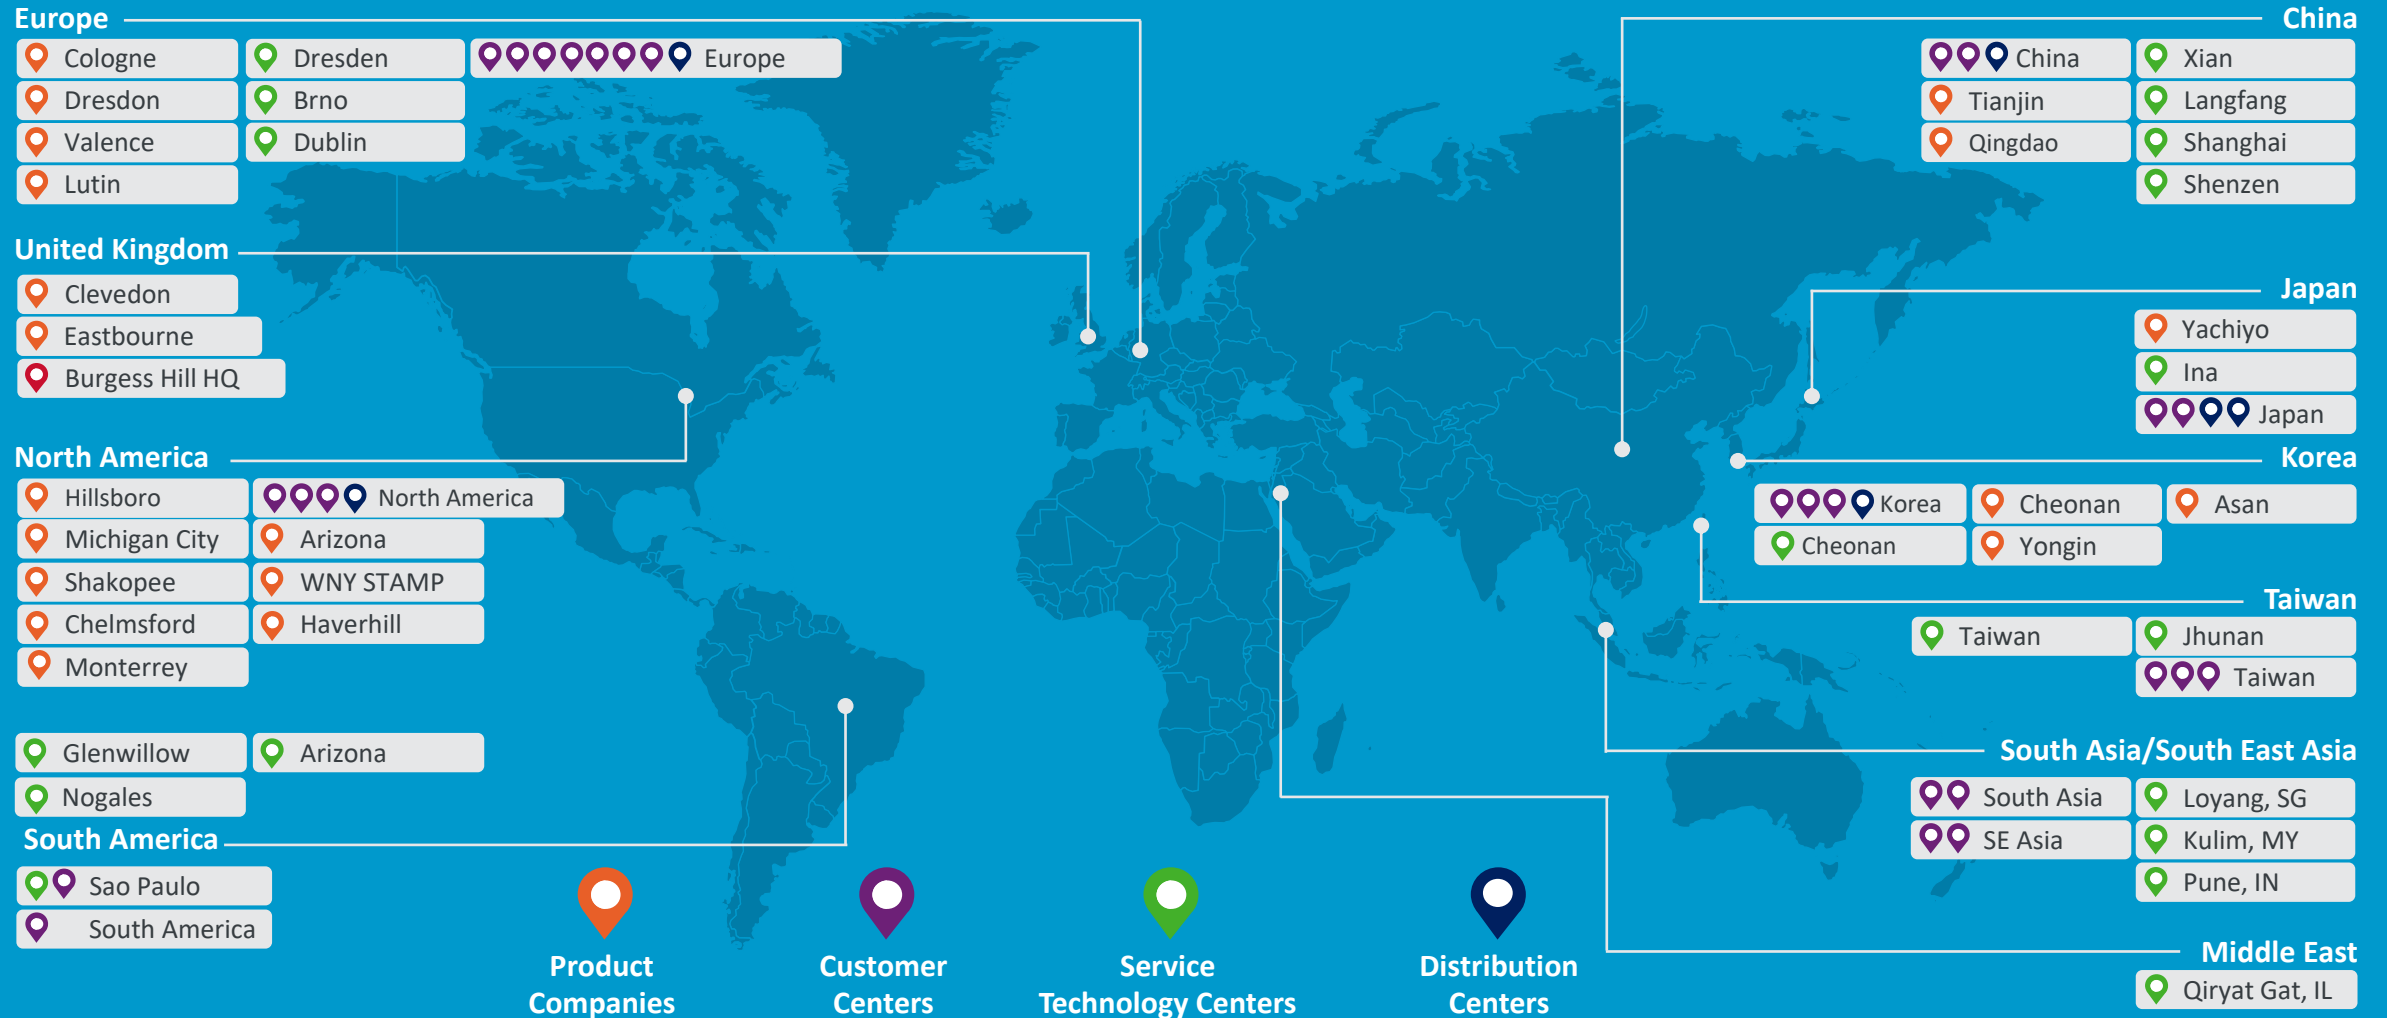 Europe
Cologne
Dresdon
Valence
Lutin
Dresden
Brno
Dublin
Europe
United Kingdom
Clevedon
Eastbourne
Burgess Hill HQ
North America
Hillsboro
Michigan City
Shakopee
Chelmsford
Monterrey
North America
Arizona
WNY STAMP
Haverhill
Glenwillow
Nogales
Arizona
South America
Sao Paulo
South America
China
China
Tianjin
Qingdao
Xian
Langfang
Shanghai
Shenzen
Japan
Yachiyo
Ina
Japan
Korea
Korea
Cheonan
Cheonan
Yongin
Asan
Taiwan
Taiwan
Jhunan
Taiwan
South Asia/South East Asia
South Asia
SE Asia
Loyang, SG
Kulim, MY
Pune, IN
Middle East
Qiryat Gat, IL
Product
Companies
Customer
Centers
Service
Technology Centers
Distribution
Centers